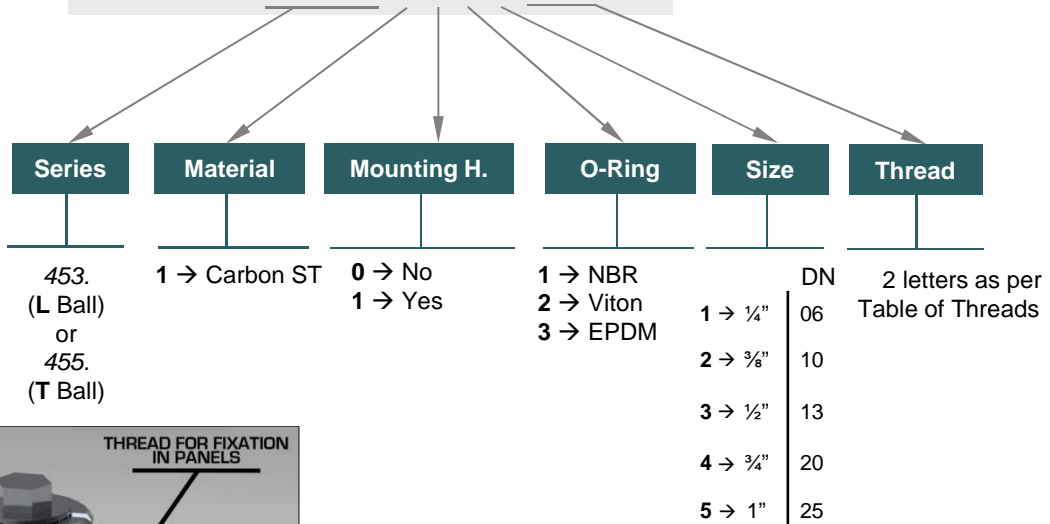 Series
Material
Mounting H.
O-Ring
Size
Thread
453.
(L Ball)
or
455.
(T Ball)
1 → Carbon ST
0 → No
1 → Yes
1 → NBR
2 → Viton
3 → EPDM
DN
1 → ¼” 06
2 → ⅜” 10
3 → ½” 13
4 → ¾” 20
5 → 1” 25
2 letters as per
Table of Threads
THREAD FOR FIXATION
IN PANELS